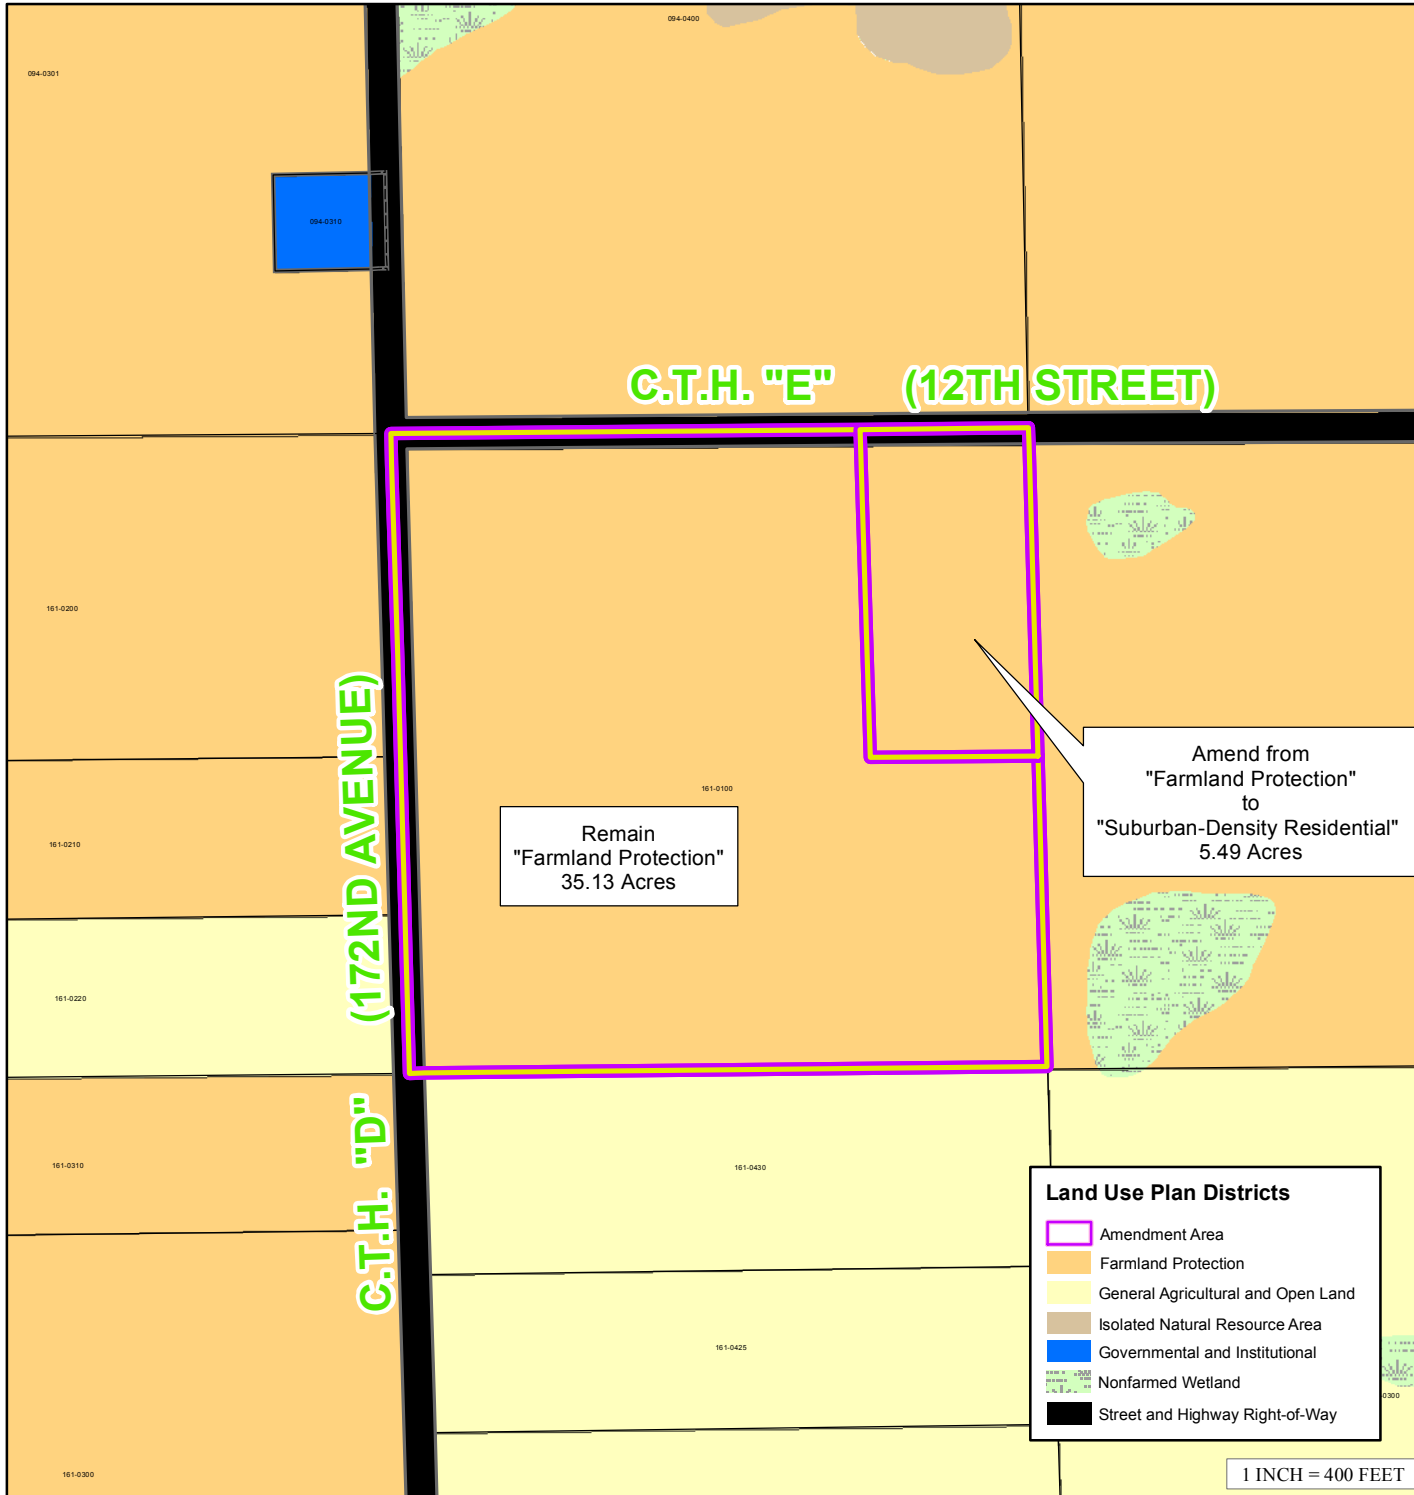 094-0400
094-0301
094-0310
C.T.H. "E" (12TH STREET)
161-0200
(172ND AVENUE)
Amend from
"Farmland Protection"
to
"Suburban-Density Residential"
5.49 Acres
161-0100
Remain
"Farmland Protection"
35.13 Acres
161-0210
161-0220
C.T.H. "D"
161-0310
161-0430
161-0425
161-0300
Land Use Plan Districts
Amendment Area
Farmland Protection
General Agricultural and Open Land
Isolated Natural Resource Area
Governmental and Institutional
Nonfarmed Wetland
Street and Highway Right-of-Way
-0300
1 INCH = 400 FEET